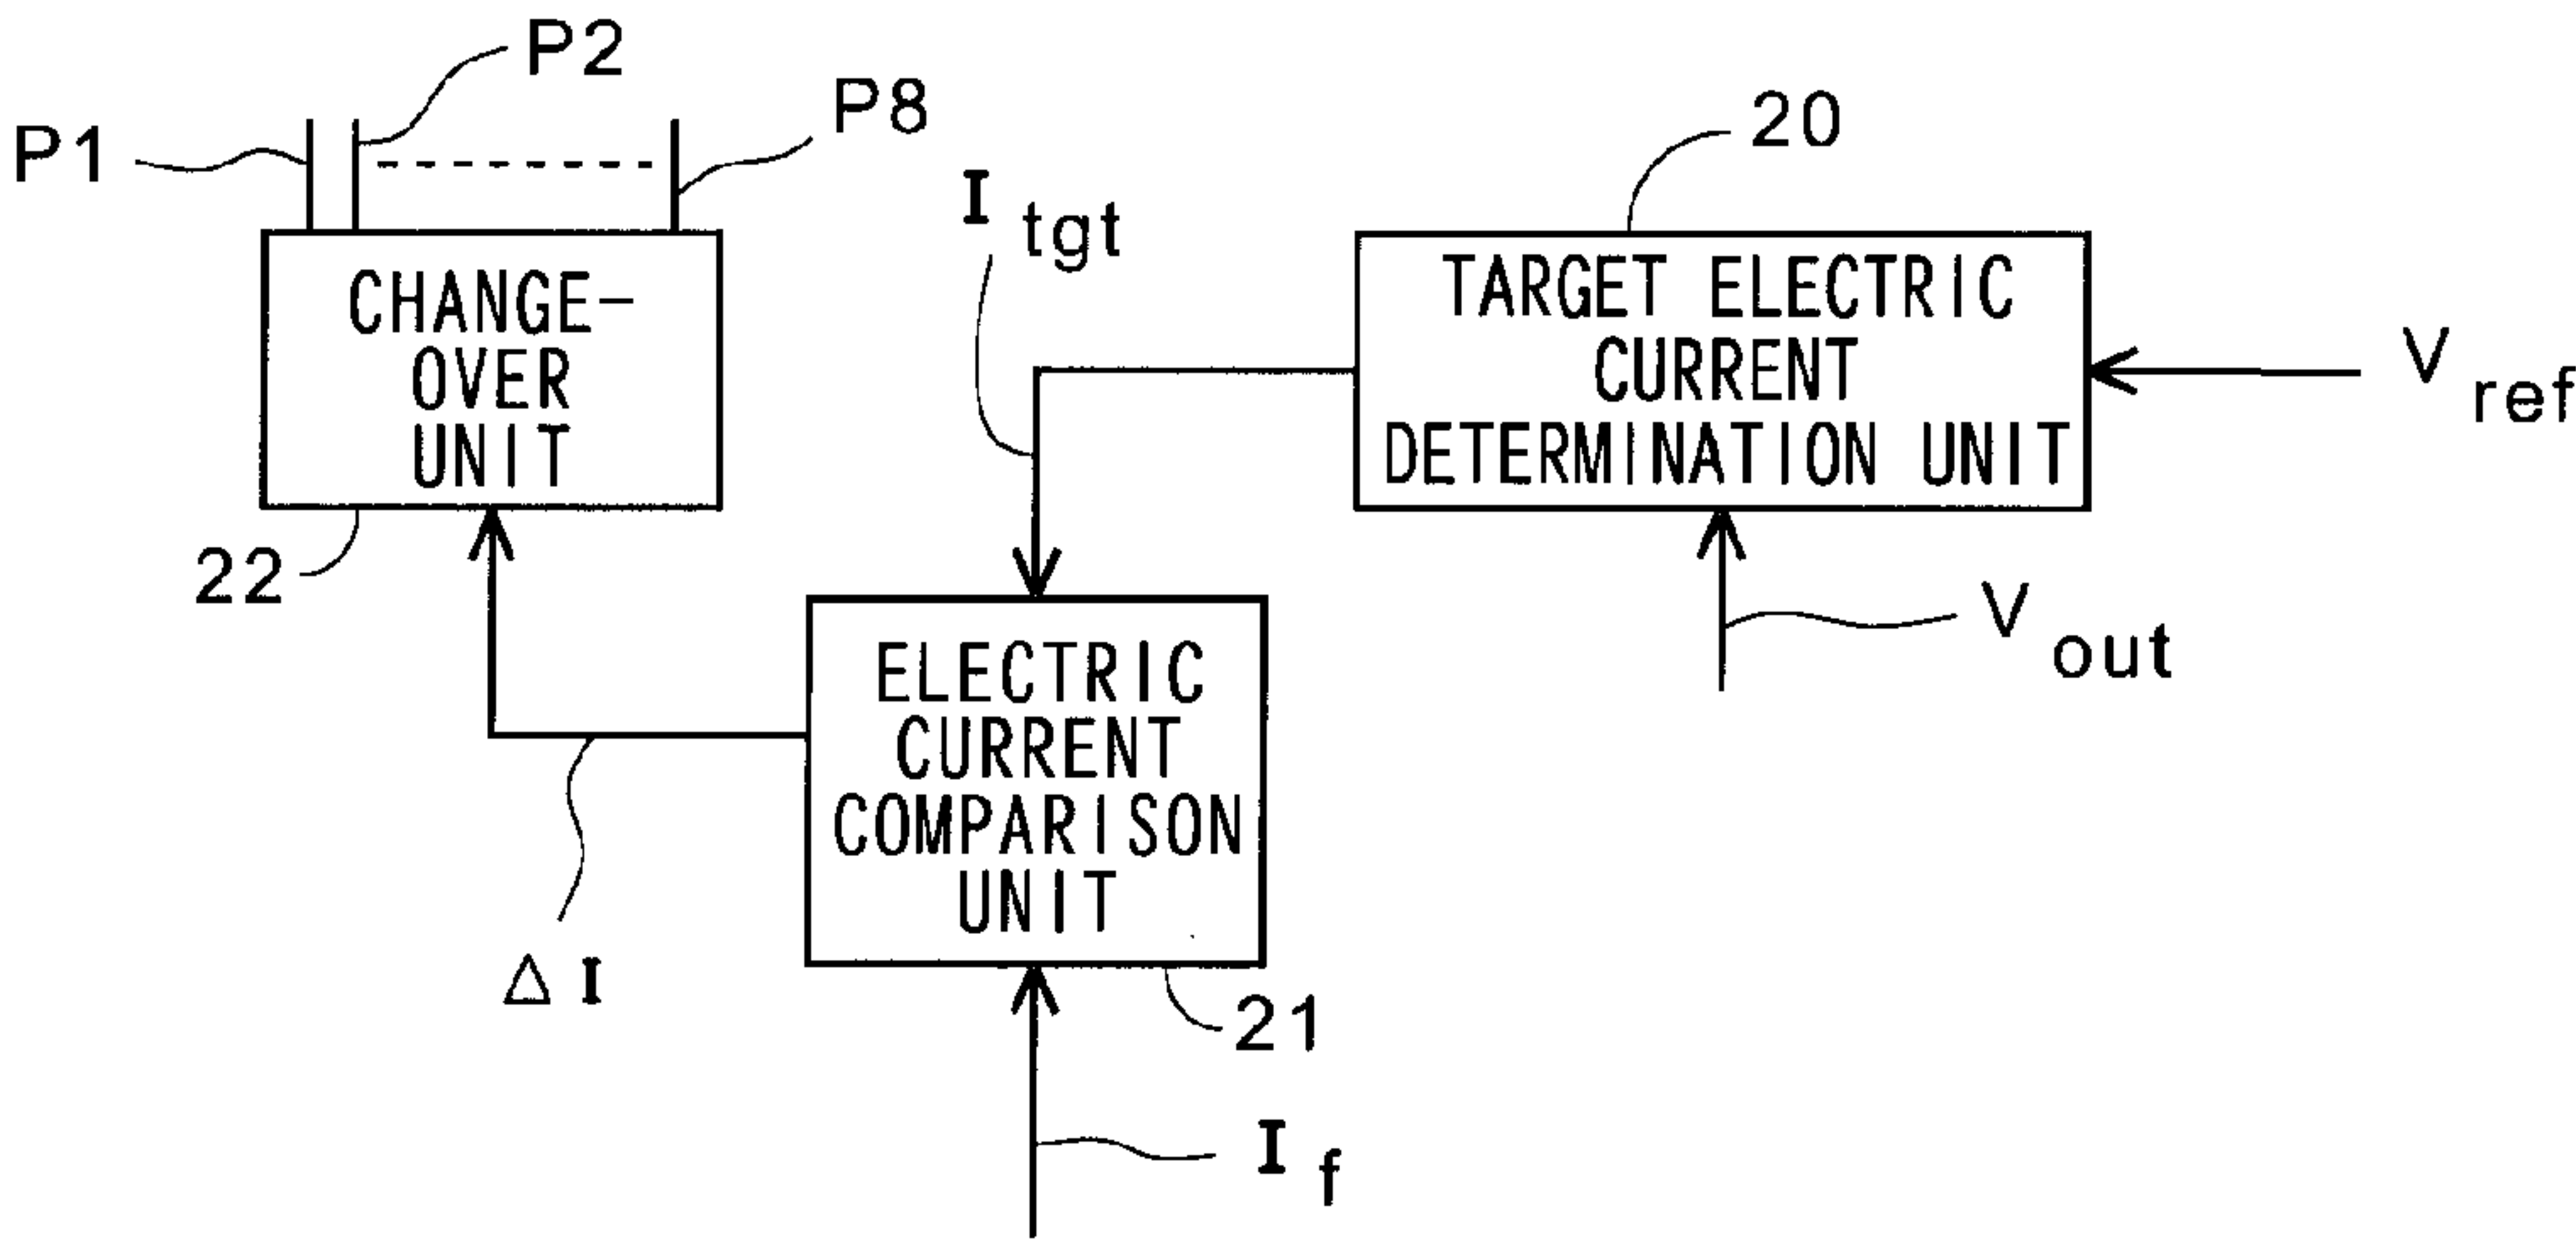 P2
P8
P1
20
I tgt
CHANGE-
OVER
UNIT
TARGET ELECTRIC
CURRENT
DETERMINATION UNIT
V ref
22
V out
ELECTRIC
CURRENT
COMPARISON
UNIT
Δ I
21
I f